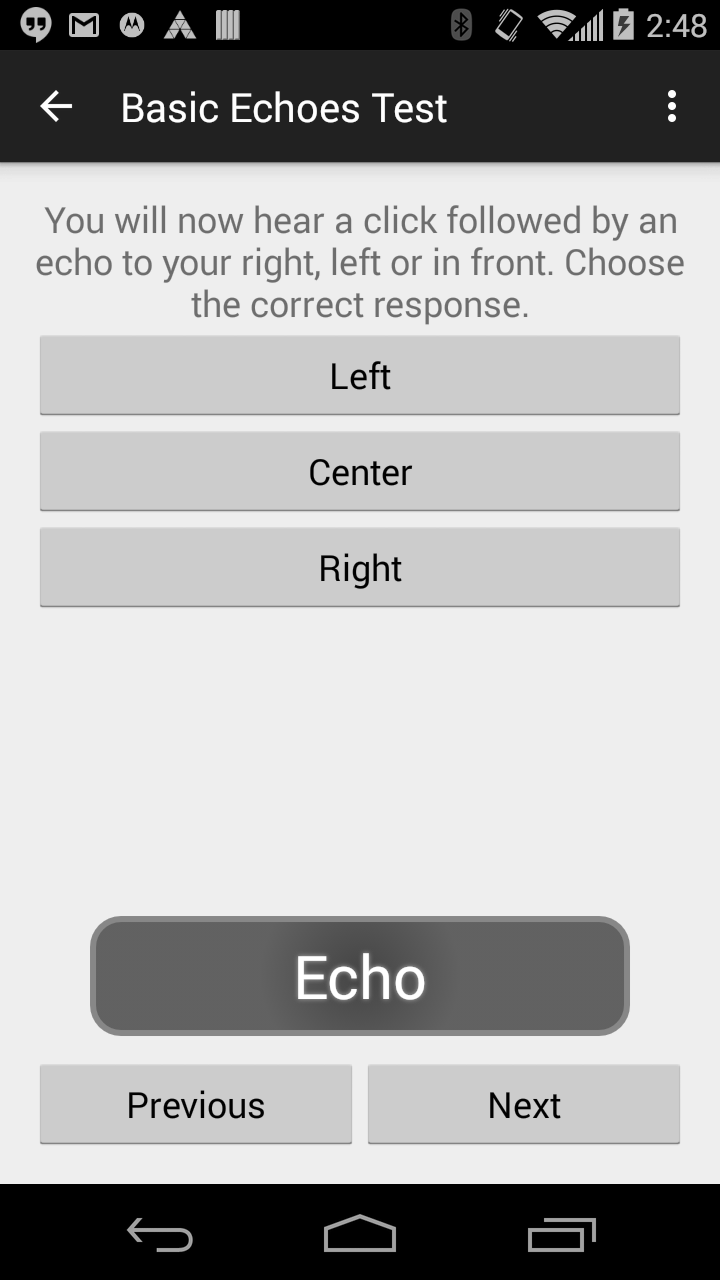 2:48
Basic Echoes Test
You will now hear a click followed by an
echo to your right, left or in front. Choose
the correct response.
Left
Center
Right
Echo
Previous Next